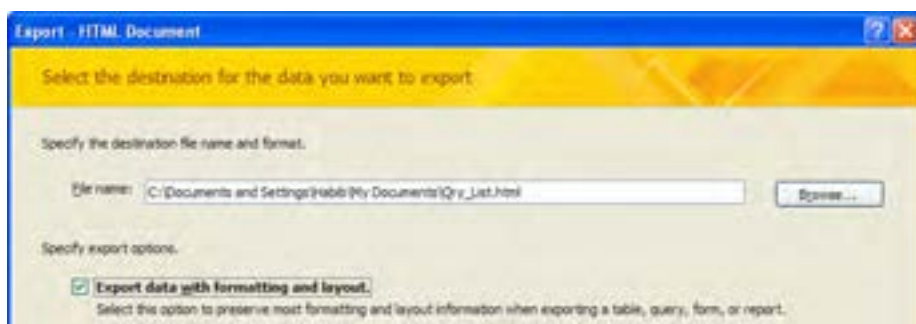 Export - HTML Document
Select the destination for the data you want to export
Specify the destination file name and format.
File name: C:\Documents and Settings\Habib\My Documents\Qry_List.html Browse...
Specify export options.
Export data with formatting and layout.
Select this option to preserve most formatting and layout information when exporting a table, query, form, or report.